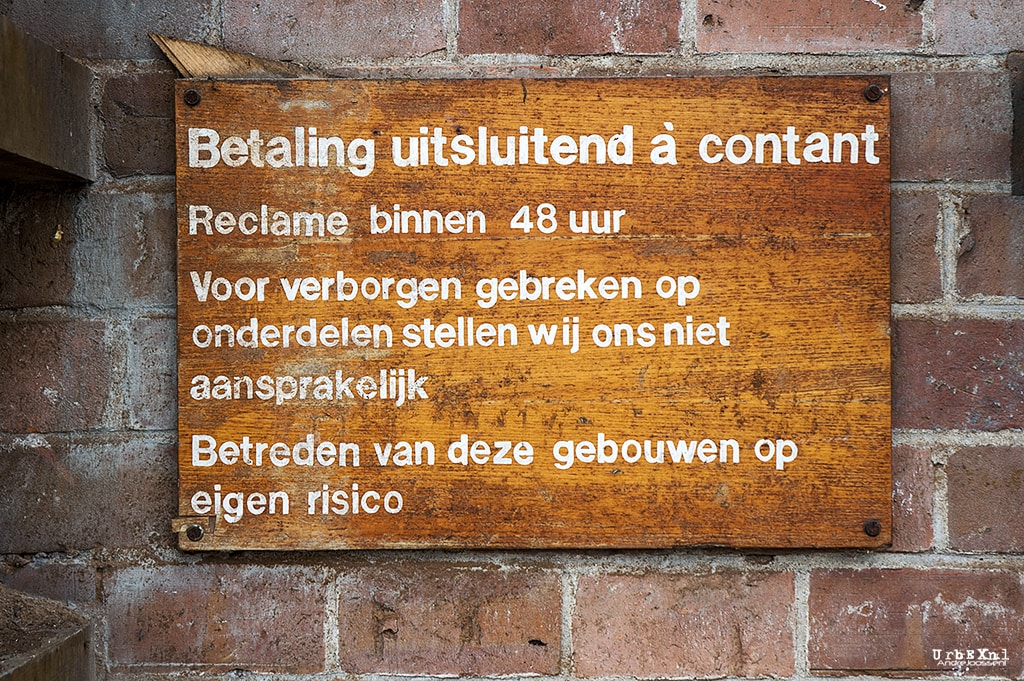 Betaling uitsluitend à contant
Reclame binnen 48 uur
Voor verborgen gebreken op
onderdelen stellen wij ons niet
aansprakelijk
Betreden van deze gebouwen op
eigen risico
UrbEXnl